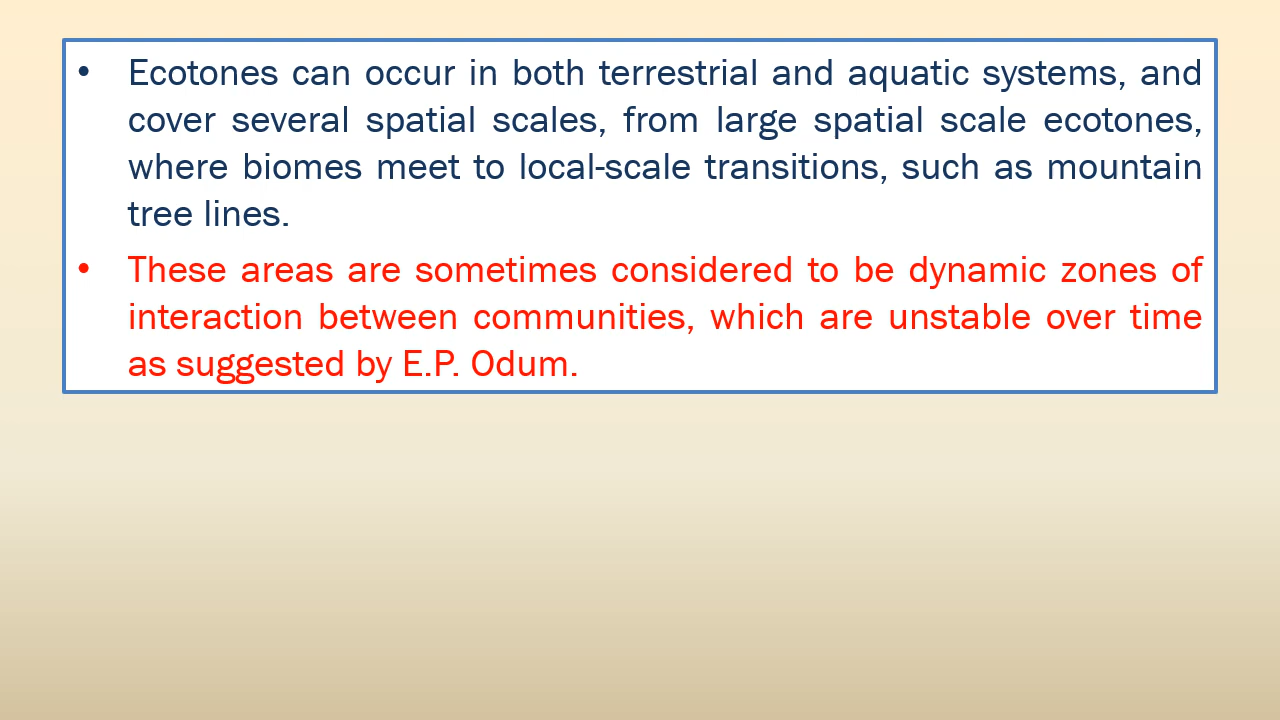 • Ecotones can occur in both terrestrial and aquatic systems, and
cover several spatial scales, from large spatial scale ecotones,
where biomes meet to local-scale transitions, such as mountain
tree lines.
• These areas are sometimes considered to be dynamic zones of
interaction between communities, which are unstable over time
as suggested by E.P. Odum.